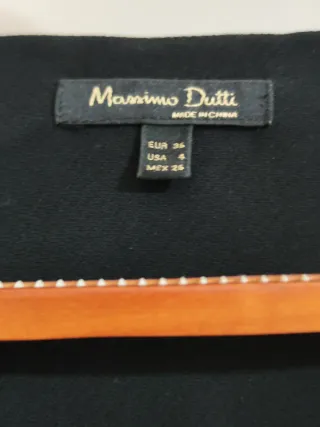 Massimo Dutti
MADE IN CHINA
EUR 36
USA 4
MEX 26